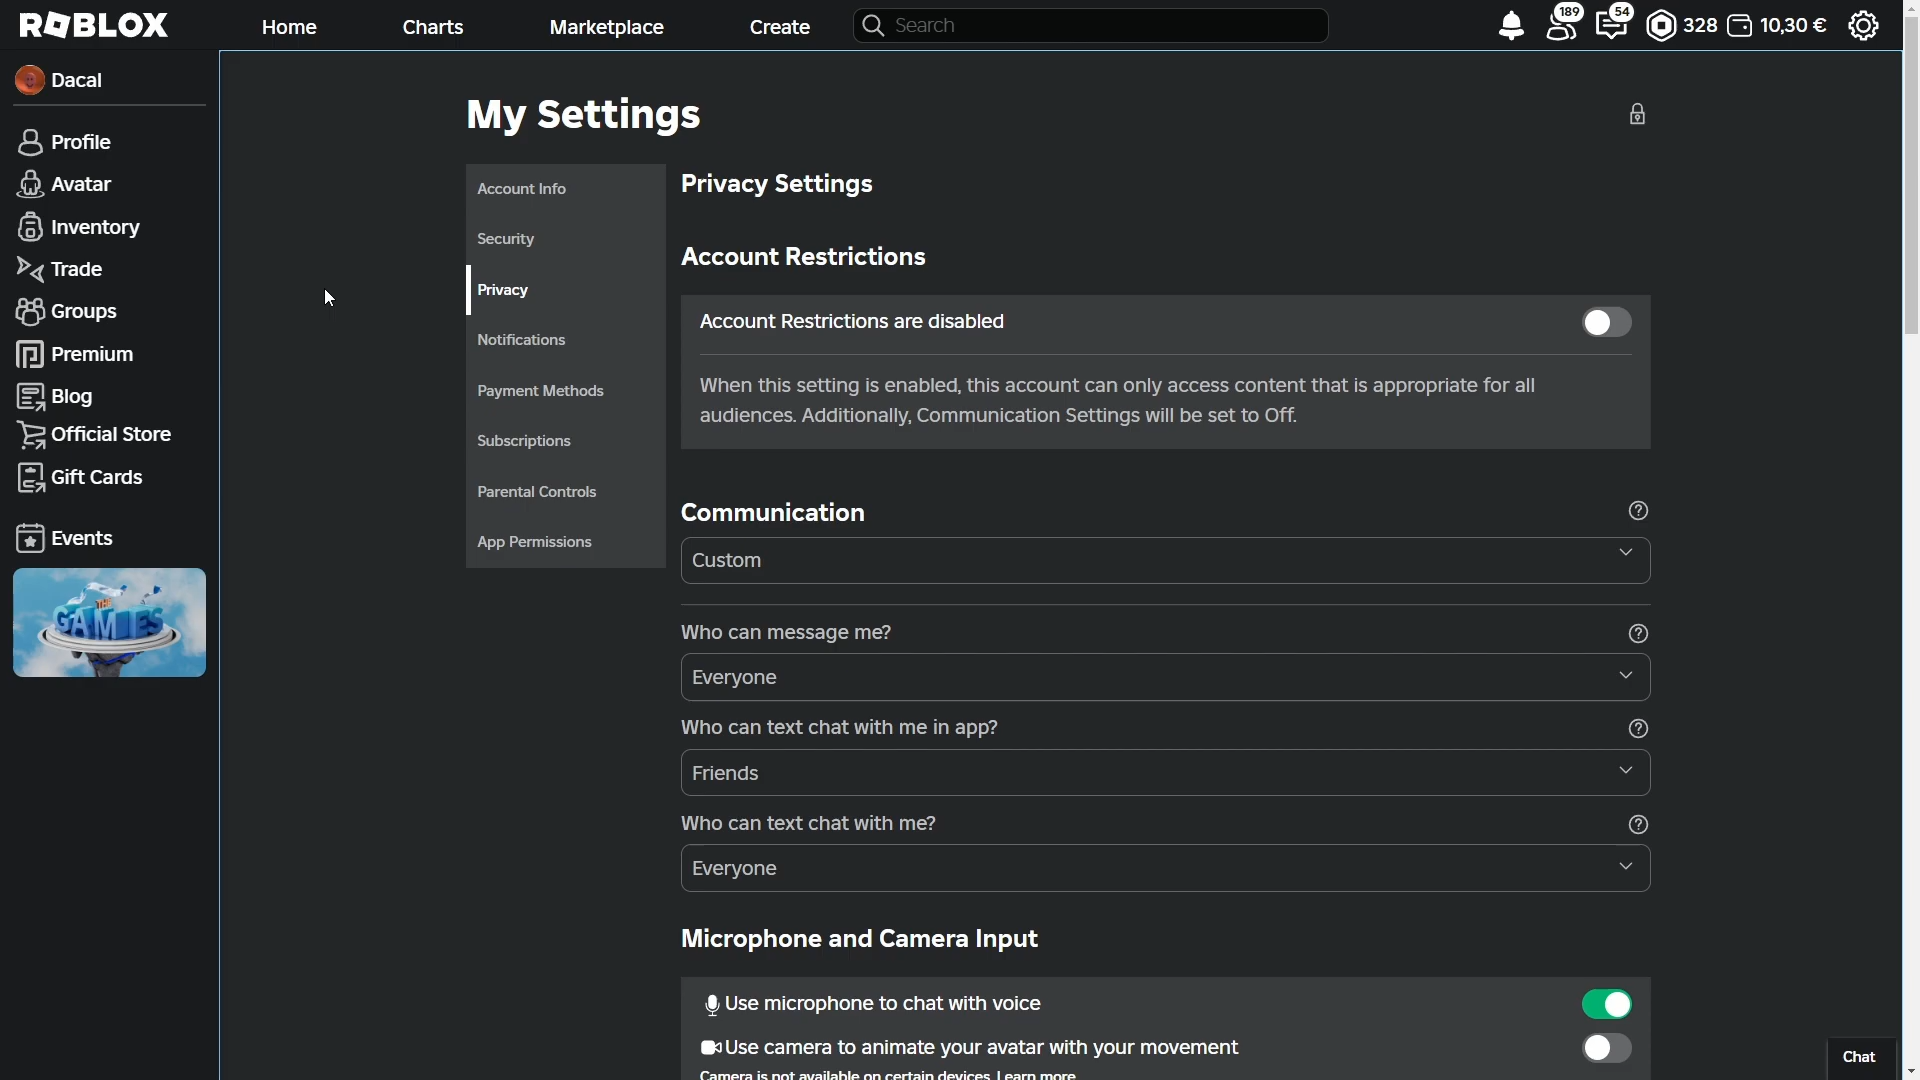 ROBLOX
Home
Charts
Marketplace
Create
Search
189
54
328
10,30 €
Dacal
Profile
Avatar
Inventory
Trade
Groups
Premium
Blog
Official Store
Gift Cards
Events
THE
GAMES
My Settings
Account Info
Security
Privacy
Notifications
Payment Methods
Subscriptions
Parental Controls
App Permissions
Privacy Settings
Account Restrictions
Account Restrictions are disabled
When this setting is enabled, this account can only access content that is appropriate for all
audiences. Additionally, Communication Settings will be set to Off.
Communication
Custom
Who can message me?
Everyone
Who can text chat with me in app?
Friends
Who can text chat with me?
Everyone
Microphone and Camera Input
Use microphone to chat with voice
Use camera to animate your avatar with your movement
Camera is not available on certain devices. Learn more
Chat